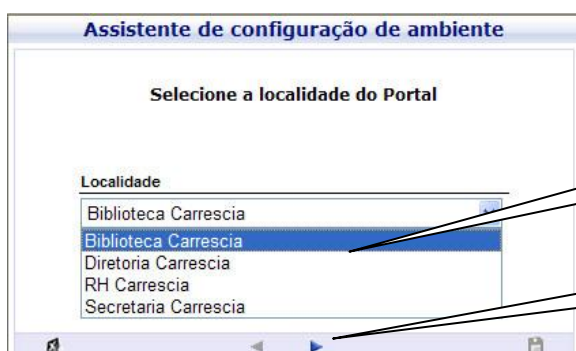 Assistente de configuração de ambiente
Selecione a localidade do Portal
Localidade
Biblioteca Carrescia
Biblioteca Carrescia
Diretoria Carrescia
RH Carrescia
Secretaria Carrescia